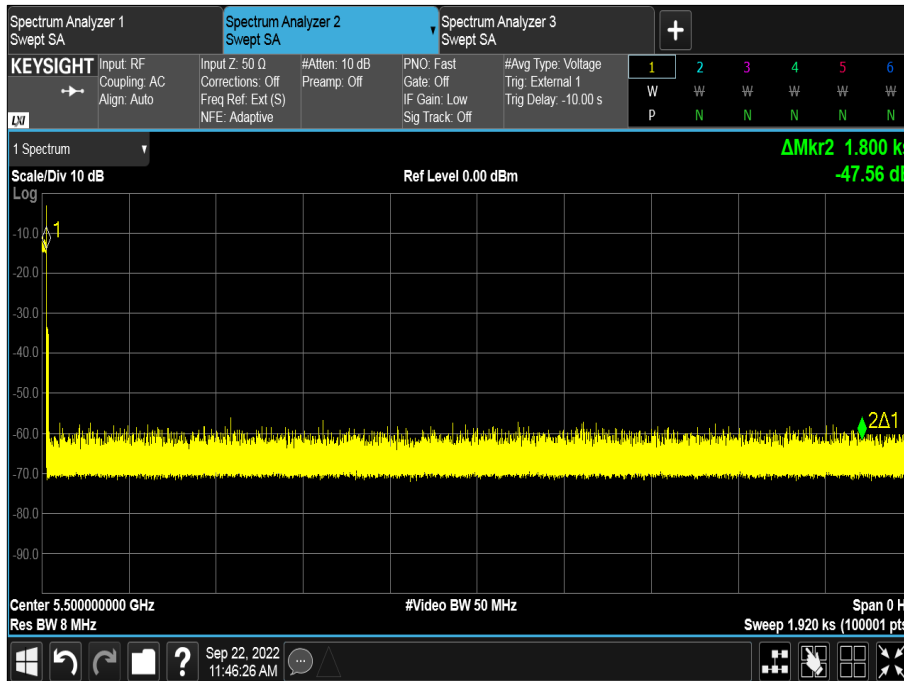 Spectrum Analyzer 1
Swept SA
Spectrum Analyzer 2
Swept SA
Spectrum Analyzer 3
Swept SA
+
KEYSIGHT
LXI
Input: RF
Coupling: AC
Align: Auto
Input Z: 50 Ω
Corrections: Off
Freq Ref: Ext (S)
NFE: Adaptive
#Atten: 10 dB
Preamp: Off
PNO: Fast
Gate: Off
IF Gain: Low
Sig Track: Off
#Avg Type: Voltage
Trig: External 1
Trig Delay: -10.00 s
1 2 3 4 5 6
W W W W W W
P N N N N N
1 Spectrum
ΔMkr2 1.800 ks
-47.56 dB
Scale/Div 10 dB
Ref Level 0.00 dBm
Log
1
-10.0
-20.0
-30.0
-40.0
-50.0
2Δ1
-60.0
-70.0
-80.0
-90.0
Center 5.500000000 GHz
#Video BW 50 MHz
Span 0 H
Res BW 8 MHz
Sweep 1.920 ks (100001 pts
?
Sep 22, 2022
11:46:26 AM